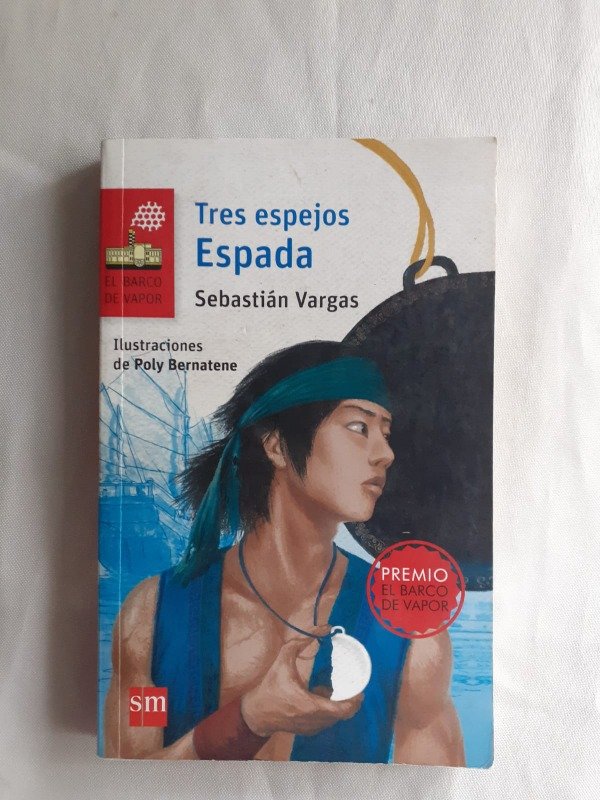 EL BARCO
DE VAPOR
Tres espejos
Espada
Sebastián Vargas
Ilustraciones
de Poly Bernatene
PREMIO
EL BARCO
DE VAPOR
sm